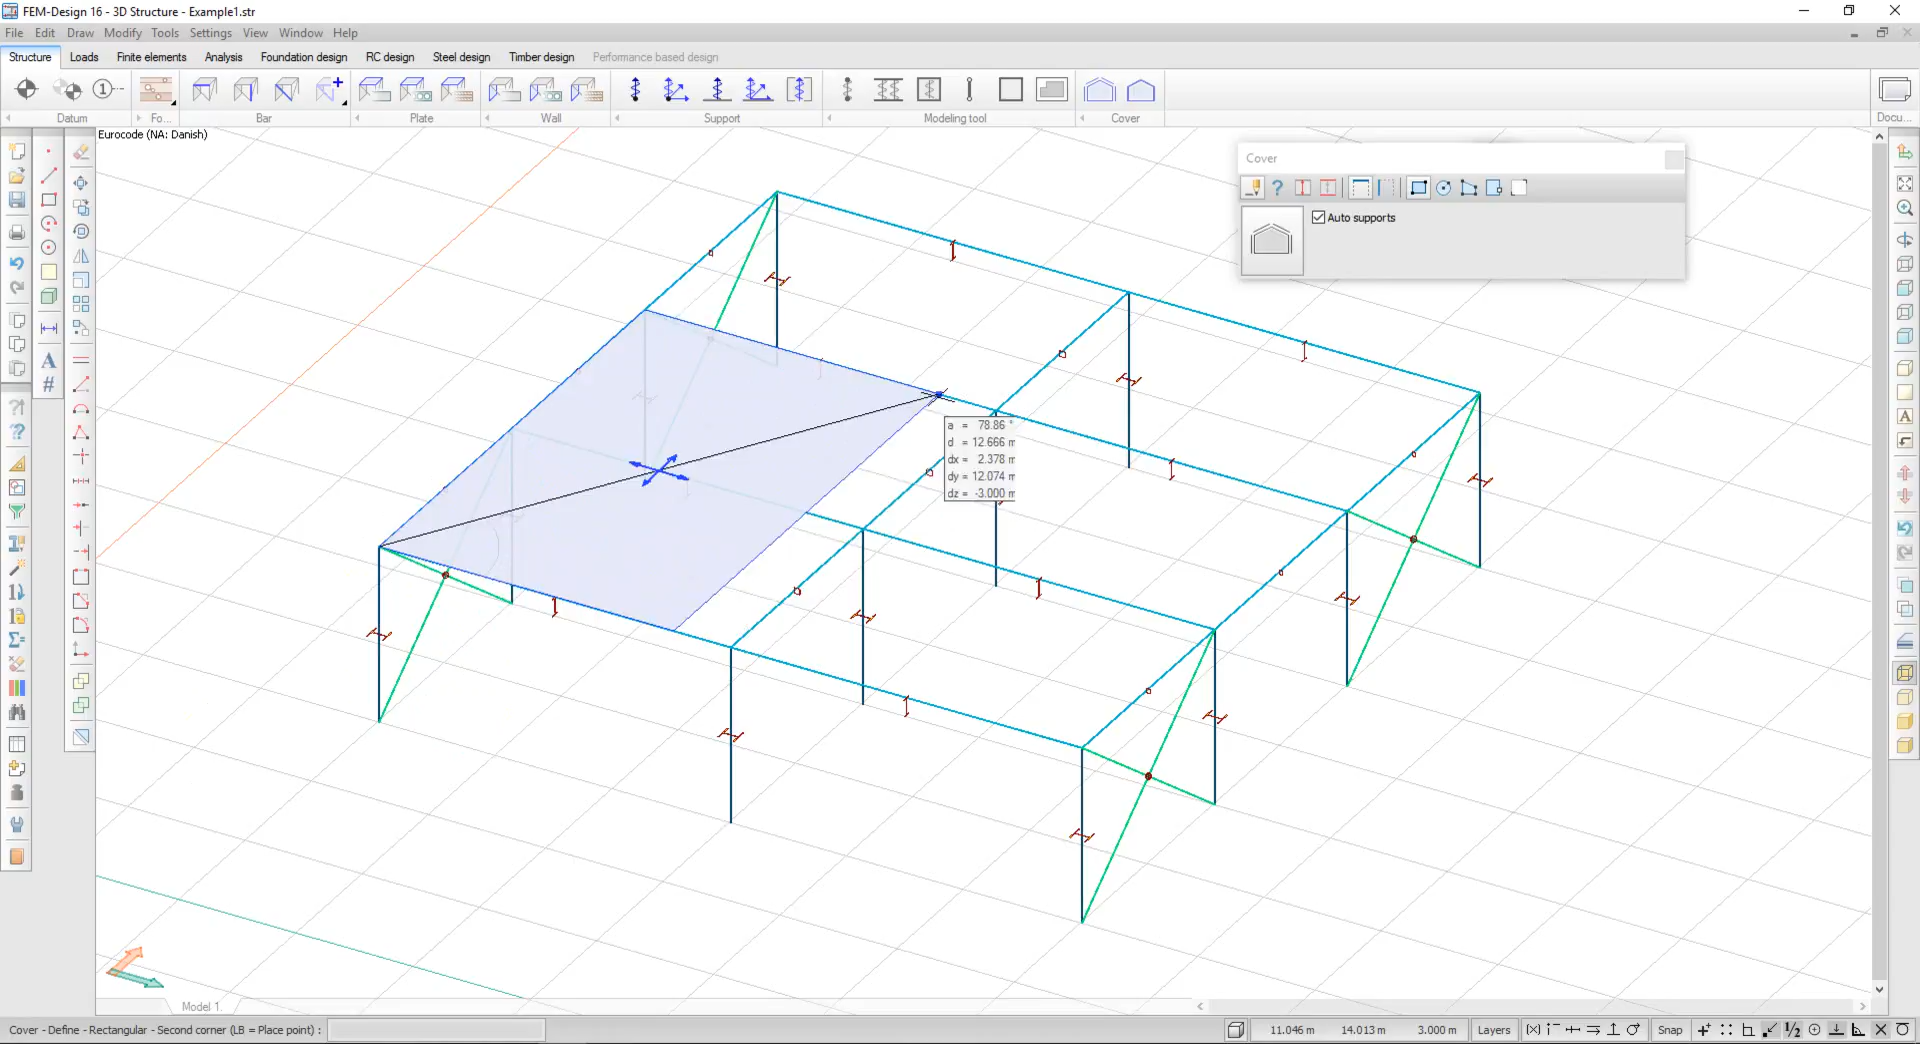 FEM-Design 16 - 3D Structure - Example1.str
File Edit Draw Modify Tools Settings View Window Help
Structure Loads Finite elements Analysis Foundation design RC design Steel design Timber design Performance based design
Datum Fo... Bar Plate Wall Support Modeling tool Cover Docu...
Eurocode (NA: Danish)
Cover
Auto supports
a = 78.86 °
d = 12.666 m
dx = 2.378 m
dy = 12.074 m
dz = -3.000 m
Model 1
Cover - Define - Rectangular - Second corner (LB = Place point) :
11.046 m 14.013 m 3.000 m Layers Snap